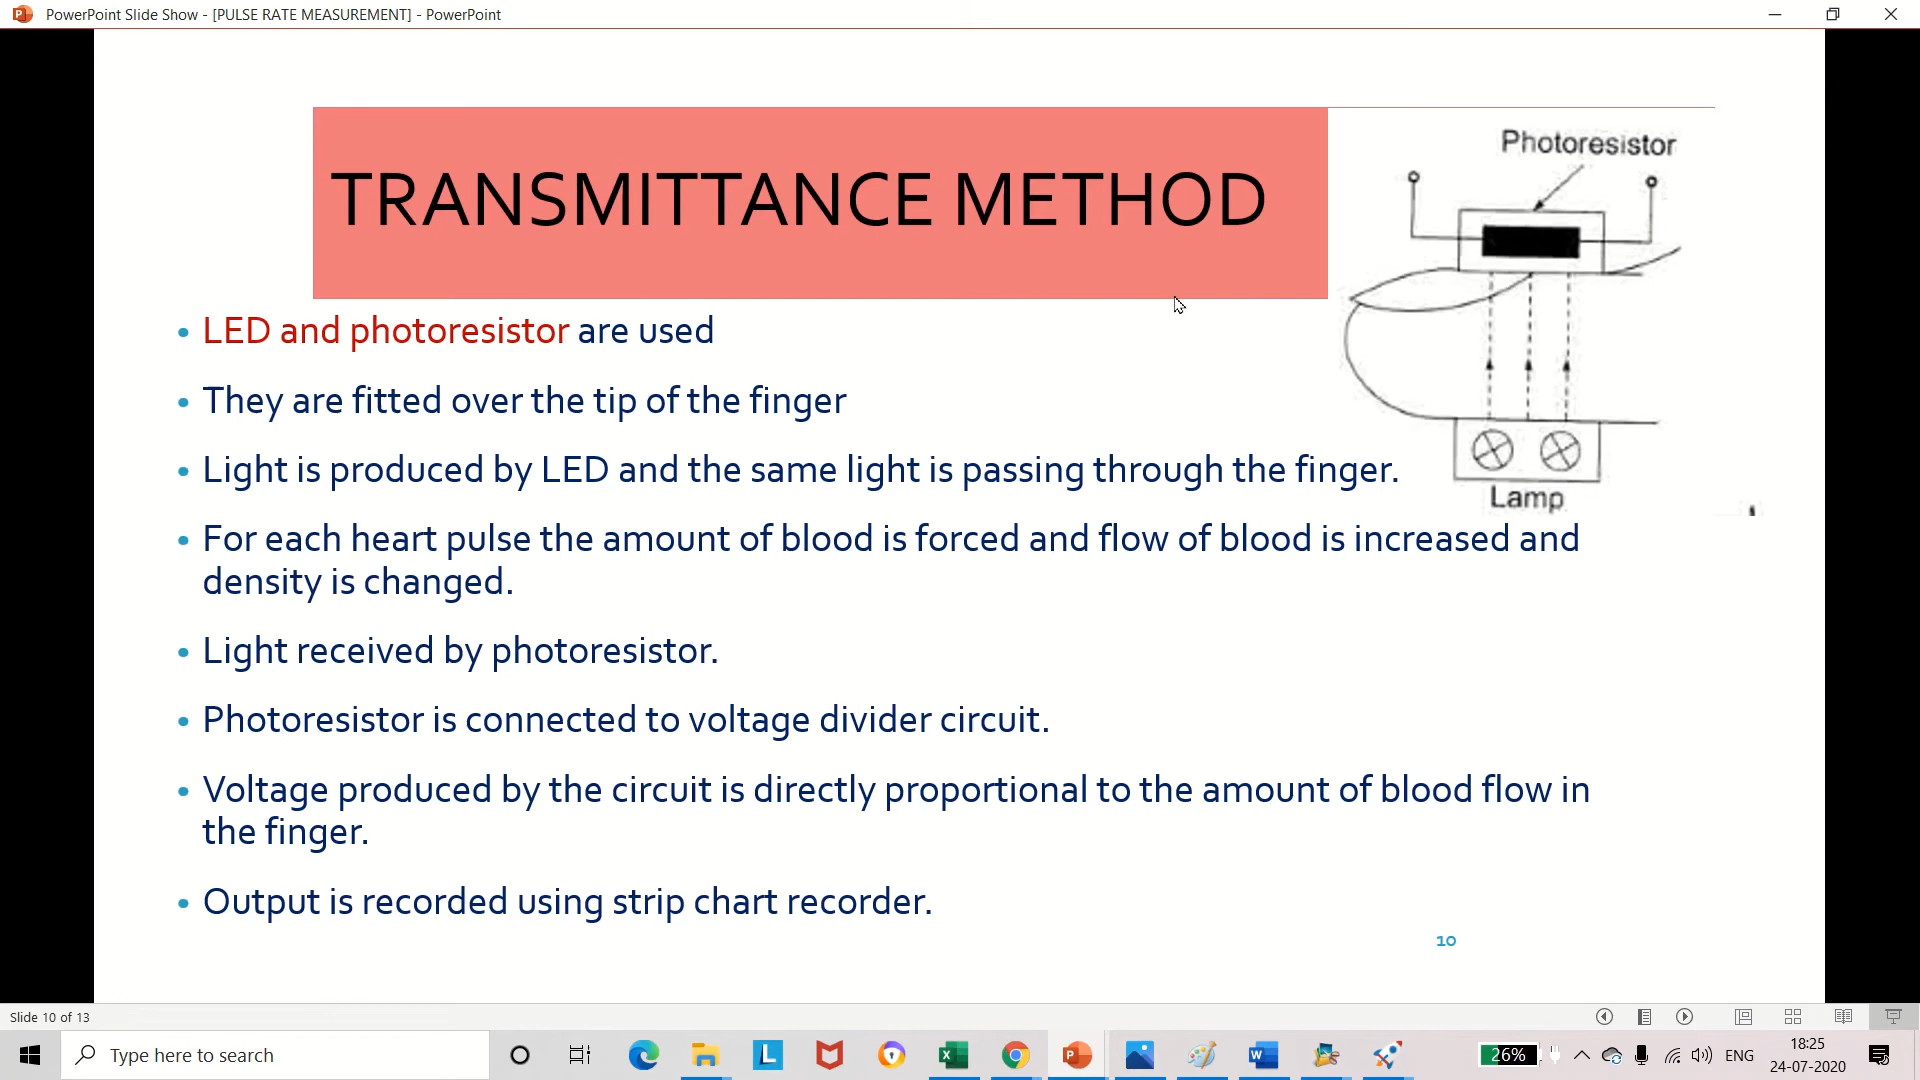 PowerPoint Slide Show - [PULSE RATE MEASUREMENT] - PowerPoint
TRANSMITTANCE METHOD
Photoresistor
Lamp
• LED and photoresistor are used
• They are fitted over the tip of the finger
• Light is produced by LED and the same light is passing through the finger.
• For each heart pulse the amount of blood is forced and flow of blood is increased and
density is changed.
• Light received by photoresistor.
• Photoresistor is connected to voltage divider circuit.
• Voltage produced by the circuit is directly proportional to the amount of blood flow in
the finger.
• Output is recorded using strip chart recorder.
10
Slide 10 of 13
Type here to search
26%
ENG
18:25
24-07-2020